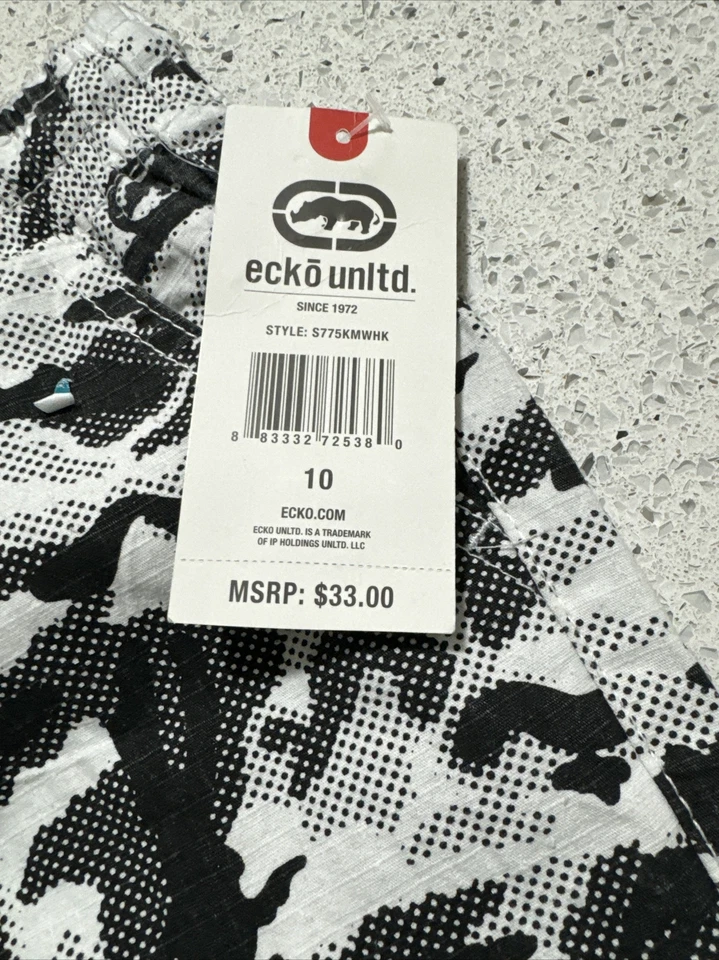 eckō unltd.
SINCE 1972
STYLE: S775KMWHK
8 83332 72538 0
10
ECKO.COM
ECKO UNLTD. IS A TRADEMARK
OF IP HOLDINGS UNLTD. LLC
MSRP: $33.00